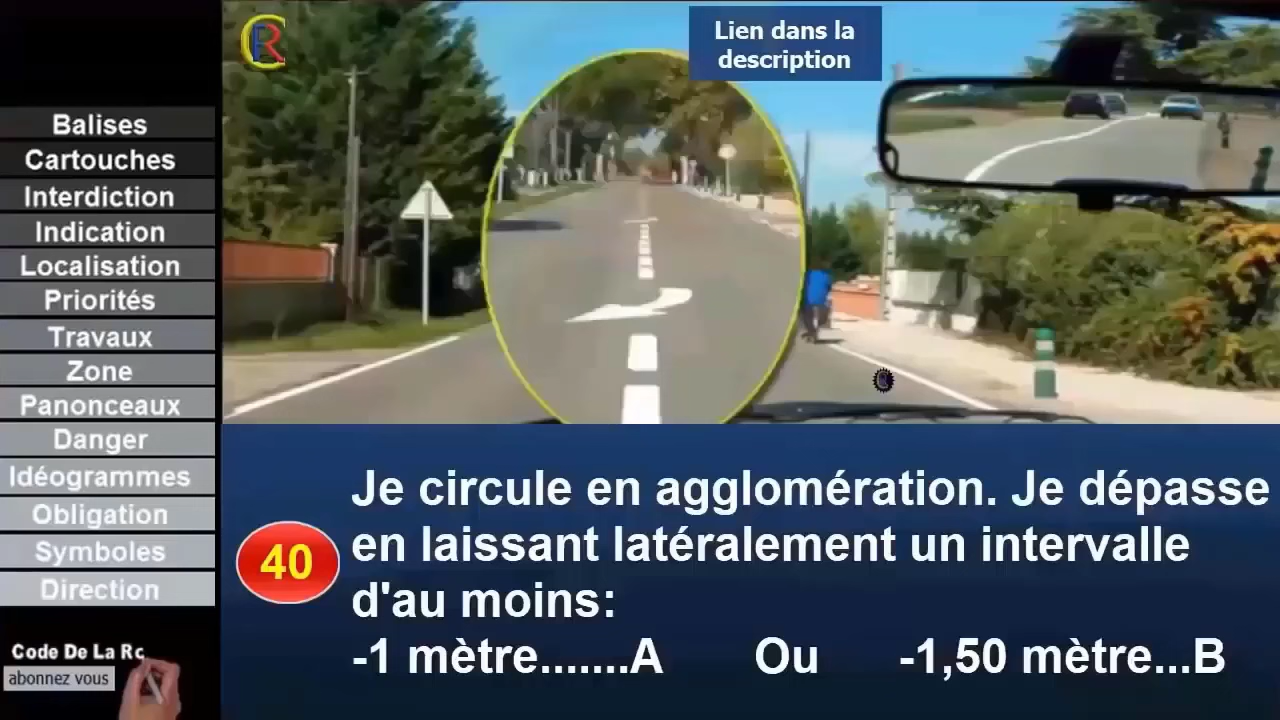 Lien dans la
description
Balises
Cartouches
Interdiction
Indication
Localisation
Priorités
Travaux
Zone
Panonceaux
Danger
Idéogrammes
Obligation
Symboles
Direction
Code De La Rc
abonnez vous
40
Je circule en agglomération. Je dépasse
en laissant latéralement un intervalle
d'au moins:
-1 mètre.......A Ou -1,50 mètre...B